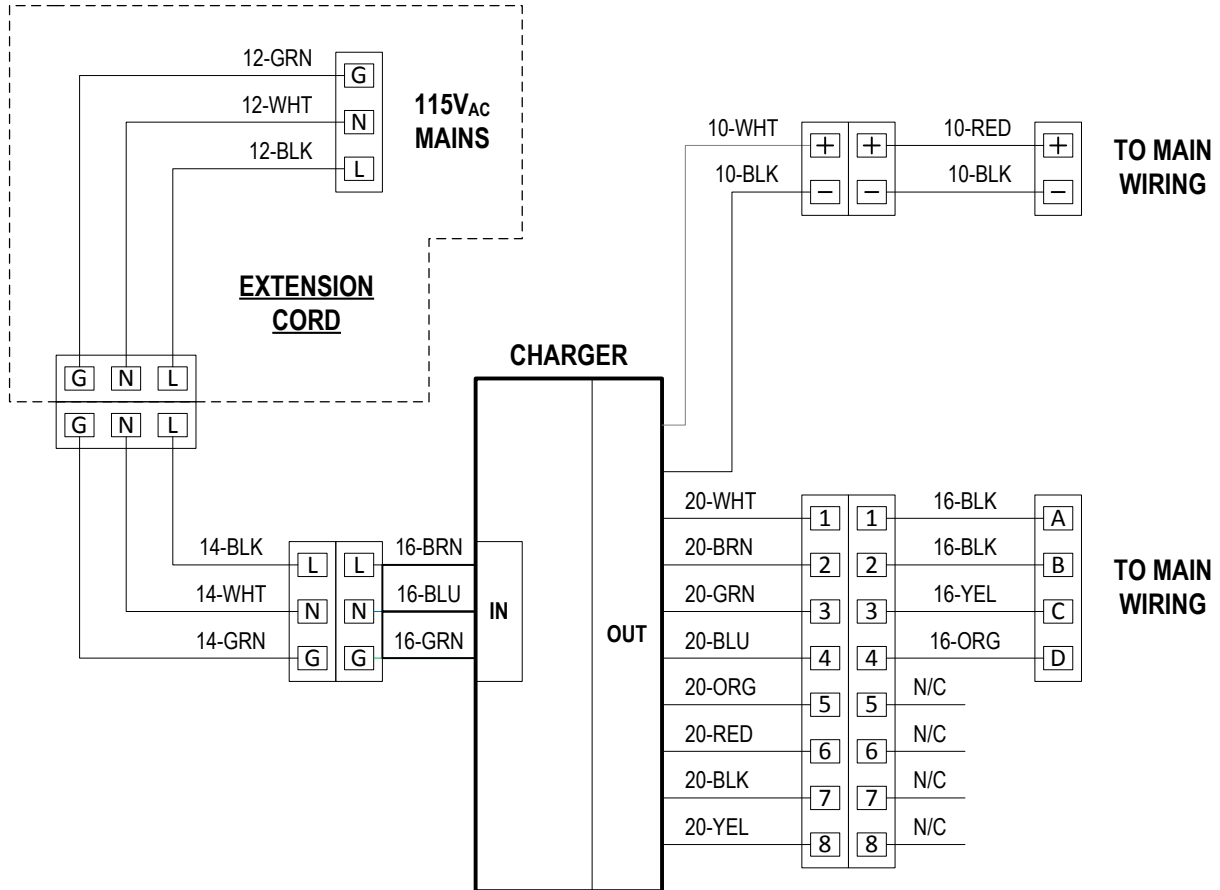 12-GRN
G
12-WHT
N
12-BLK
L
115VAC
MAINS
EXTENSION
CORD
G N L
G N L
14-BLK
L L
16-BRN
14-WHT
N N
16-BLU
14-GRN
G G
16-GRN
CHARGER
IN
OUT
10-WHT
+ +
10-RED
+
10-BLK
− −
10-BLK
−
TO MAIN
WIRING
20-WHT
1 1
16-BLK
A
20-BRN
2 2
16-BLK
B
20-GRN
3 3
16-YEL
C
20-BLU
4 4
16-ORG
D
20-ORG
5 5
N/C
20-RED
6 6
N/C
20-BLK
7 7
N/C
20-YEL
8 8
N/C
TO MAIN
WIRING